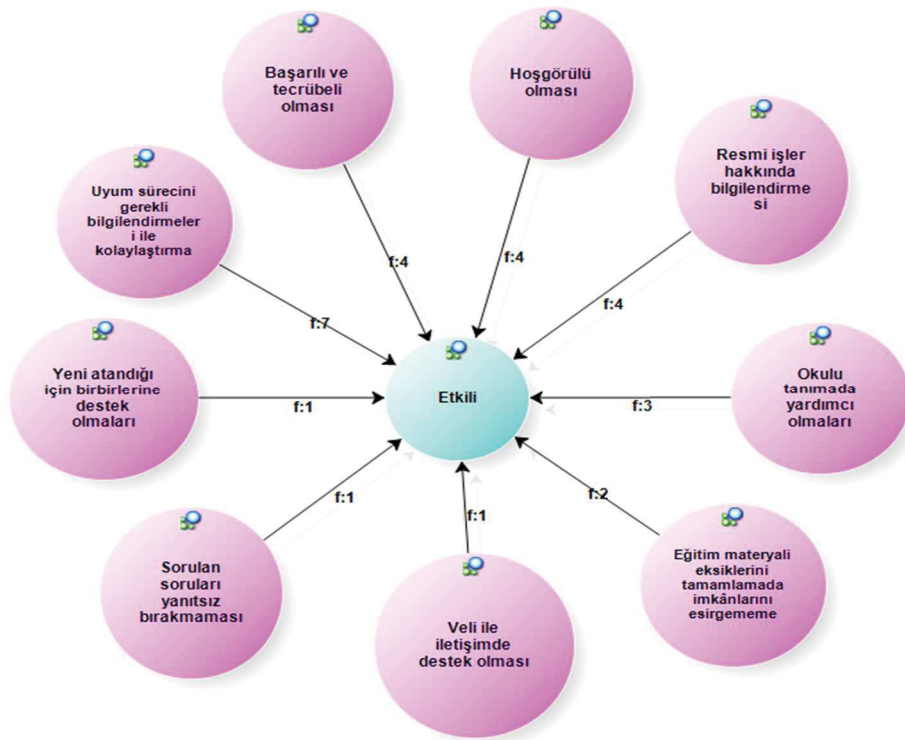 Başarılı ve
tecrübeli
olması
Hoşgörülü
olması
Resmi işler
hakkında
bilgilendirme
si
Uyum sürecini
gerekli
bilgilendirmeler
i ile
kolaylaştırma
f:4
f:4
f:4
f:7
Yeni atandığı
için birbirlerine
destek
olmaları
f:1
Etkili
f:3
Okulu
tanımada
yardımcı
olmaları
f:1
f:1
f:2
Sorulan
soruları
yanıtsız
bırakmaması
Veli ile
iletişimde
destek olması
Eğitim materyali
eksiklerini
tamamlamada
imkânlarını
esirgememe